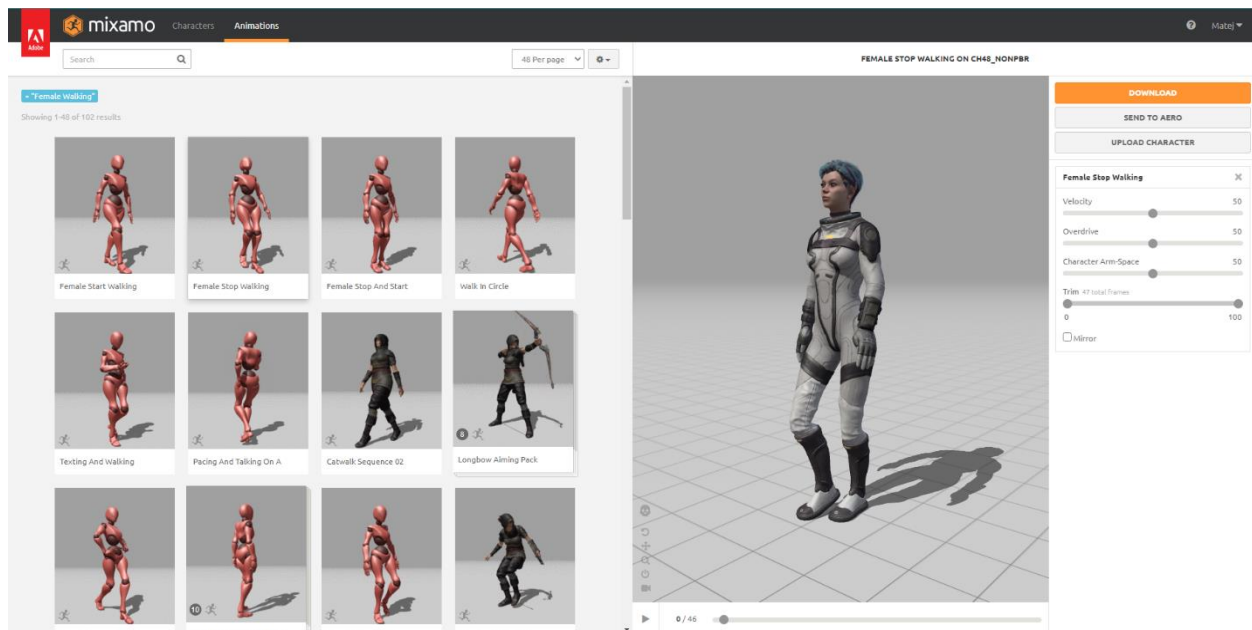 Adobe
mixamo
Characters
Animations
Matej
Search
48 Per page
FEMALE STOP WALKING ON CH48_NONPBR
"Female Walking"
Showing 1-48 of 102 results
Female Start Walking
Female Stop Walking
Female Stop And Start
Walk In Circle
Texting And Walking
Pacing And Talking On A
Catwalk Sequence 02
8
Longbow Aiming Pack
10
DOWNLOAD
SEND TO AERO
UPLOAD CHARACTER
Female Stop Walking
Velocity 50
Overdrive 50
Character Arm-Space 50
Trim 47 total frames
0 100
Mirror
0 / 46